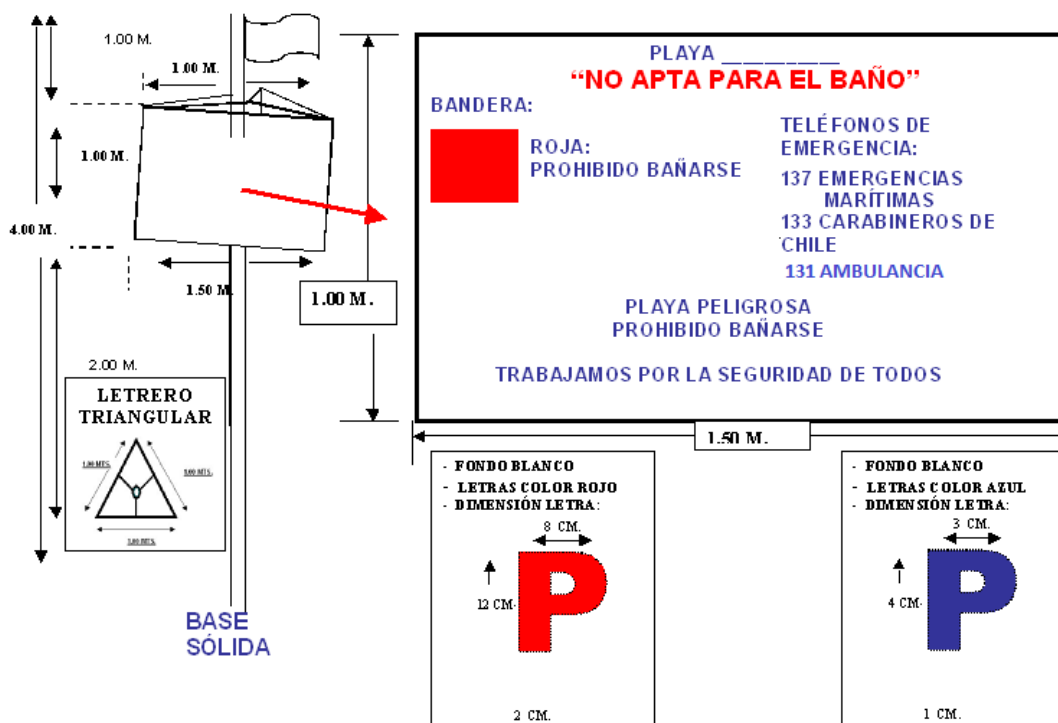 1.00 M.
1.00 M.
1.00 M.
4.00 M.
1.50 M.
2.00 M.
LETRERO
TRIANGULAR
BASE
SÓLIDA
1.00 M.
PLAYA ___________
“NO APTA PARA EL BAÑO”
BANDERA:
ROJA:
PROHIBIDO BAÑARSE
TELÉFONOS DE
EMERGENCIA:
137 EMERGENCIAS
MARÍTIMAS
133 CARABINEROS DE
CHILE
131 AMBULANCIA
PLAYA PELIGROSA
PROHIBIDO BAÑARSE
TRABAJAMOS POR LA SEGURIDAD DE TODOS
1.50 M.
- FONDO BLANCO
- LETRAS COLOR ROJO
- DIMENSIÓN LETRA:
8 CM.
12 CM.
P
2 CM.
- FONDO BLANCO
- LETRAS COLOR AZUL
- DIMENSIÓN LETRA:
3 CM.
4 CM.
P
1 CM.